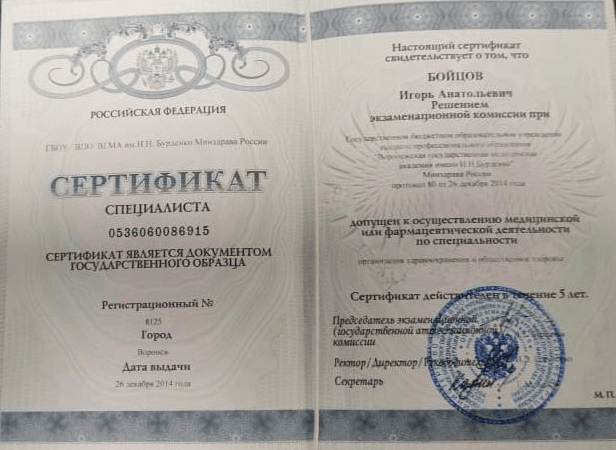 РОССИЙСКАЯ ФЕДЕРАЦИЯ
ГБОУ ВПО ВГМА им.Н.Н. Бурденко Минздрава России
СЕРТИФИКАТ
СПЕЦИАЛИСТА
0536060086915
СЕРТИФИКАТ ЯВЛЯЕТСЯ ДОКУМЕНТОМ
ГОСУДАРСТВЕННОГО ОБРАЗЦА
Регистрационный №
8125
Город
Воронеж
Дата выдачи
26 декабря 2014 года
Настоящий сертификат
свидетельствует о том, что
БОЙЦОВ
Игорь Анатольевич
Решением
экзаменационной комиссии при
Государственном бюджетном образовательном учреждении
высшего профессионального образования
"Воронежская государственная медицинская
академия имени Н.Н.Бурденко"
Минздрава России
протокол 80 от 26 декабря 2014 года
допущен к осуществлению медицинской
или фармацевтической деятельности
по специальности
организация здравоохранения и общественное здоровье
Сертификат действителен в течение 5 лет.
Председатель экзаменационной
(государственной аттестационной)
комиссии
Ректор/Директор/Руководитель
Секретарь
М. П.